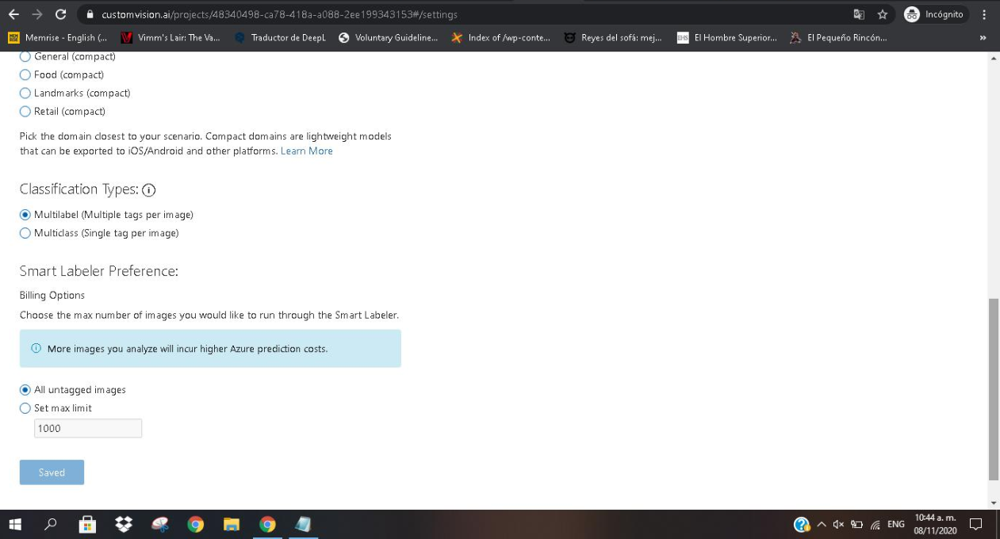 customvision.ai/projects/48340498-ca78-418a-a088-2ee199343153#/settings
Incógnito
Memrise - English (...
Vimm's Lair: The Va...
Traductor de DeepL
Voluntary Guideline...
Index of /wp-conte...
Reyes del sofá: mej...
EHS
El Hombre Superior...
El Pequeño Rincón...
»
General (compact)
Food (compact)
Landmarks (compact)
Retail (compact)
Pick the domain closest to your scenario. Compact domains are lightweight models
that can be exported to iOS/Android and other platforms. Learn More
Classification Types:
Multilabel (Multiple tags per image)
Multiclass (Single tag per image)
Smart Labeler Preference:
Billing Options
Choose the max number of images you would like to run through the Smart Labeler.
More images you analyze will incur higher Azure prediction costs.
All untagged images
Set max limit
1000
Saved
ENG
10:44 a. m.
08/11/2020